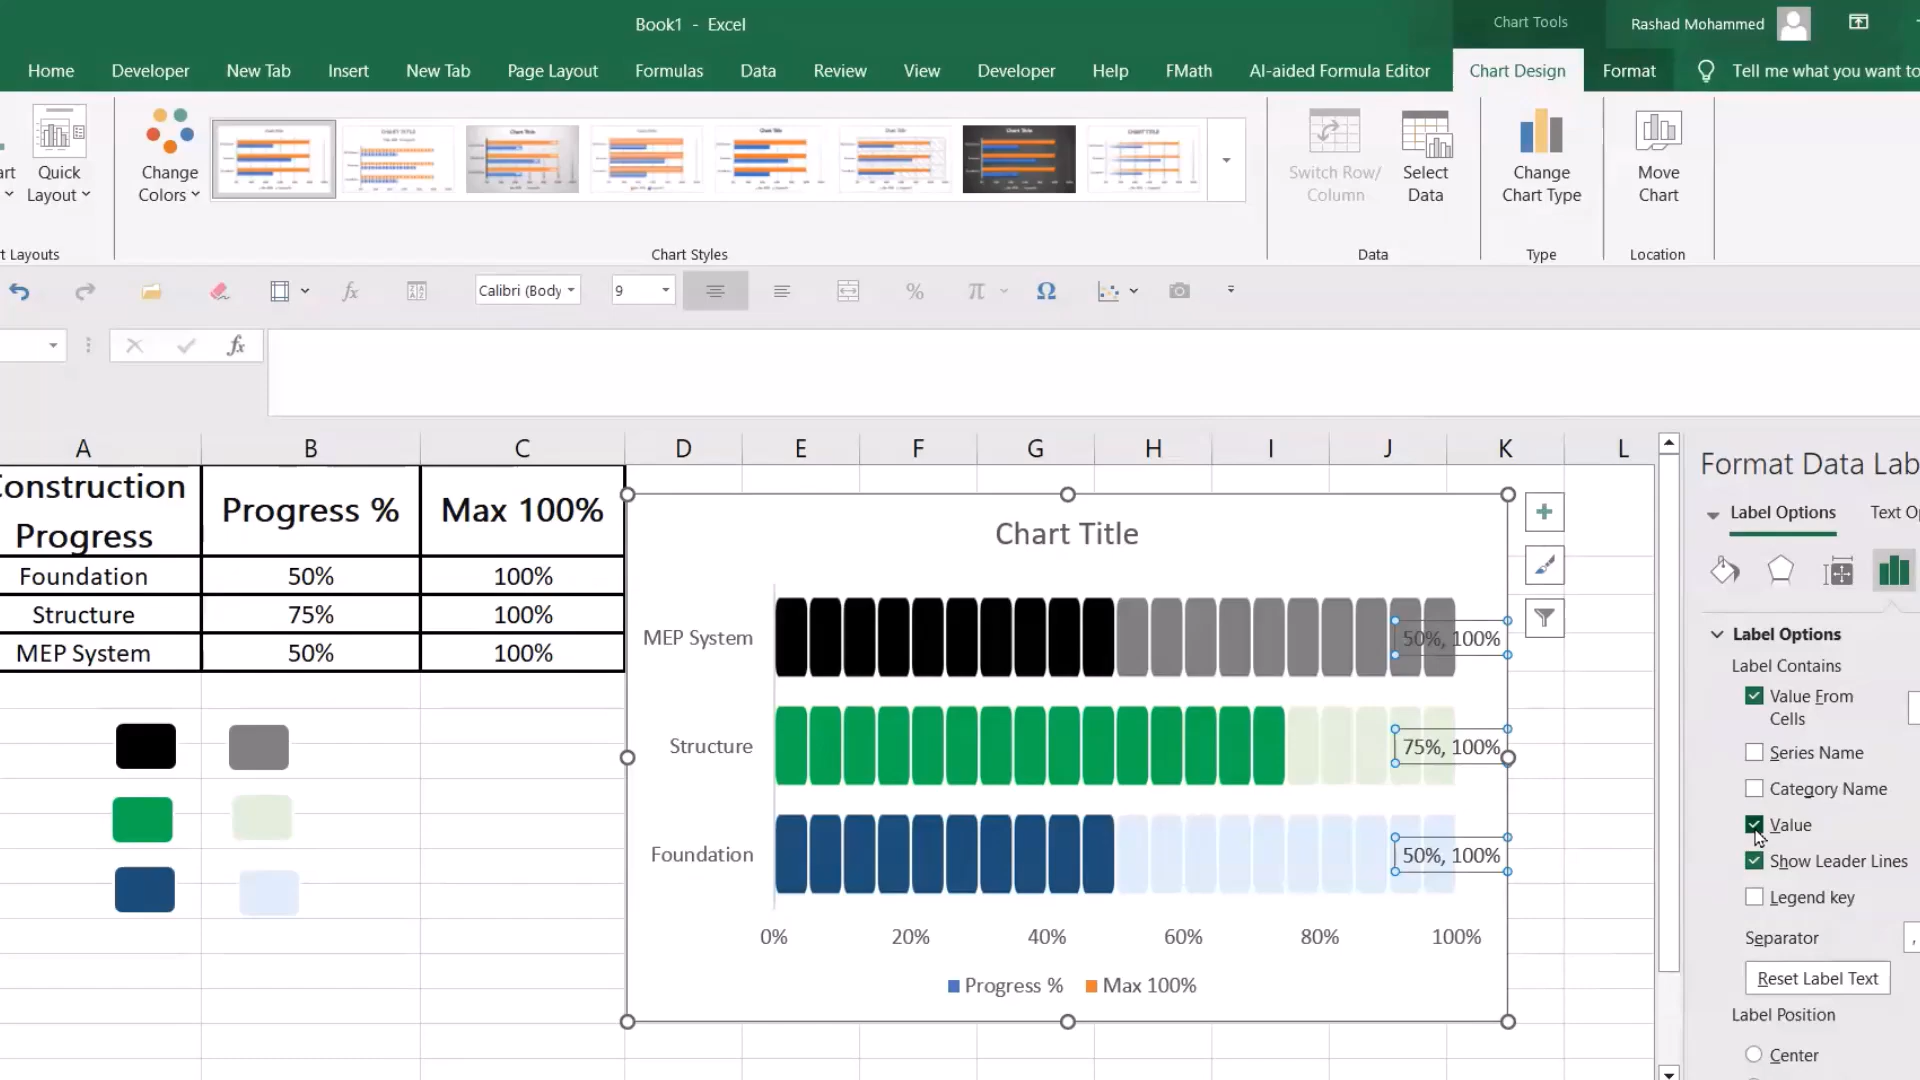 Book1 - Excel
Chart Tools
Rashad Mohammed
Home Developer New Tab Insert New Tab Page Layout Formulas Data Review View Developer Help FMath AI-aided Formula Editor Chart Design Format Tell me what you want to
art
Quick Layout
Change Colors
Switch Row/ Column
Select Data
Change Chart Type
Move Chart
t Layouts
Chart Styles
Data
Type
Location
Calibri (Body
9
A B C D E F G H I J K L
Construction Progress
Progress %
Max 100%
Foundation 50% 100%
Structure 75% 100%
MEP System 50% 100%
Chart Title
MEP System
50%, 100%
Structure
75%, 100%
Foundation
50%, 100%
0% 20% 40% 60% 80% 100%
Progress % Max 100%
Format Data Lab
Label Options
Text Op
Label Options
Label Contains
Value From Cells
Series Name
Category Name
Value
Show Leader Lines
Legend key
Separator ,
Reset Label Text
Label Position
Center